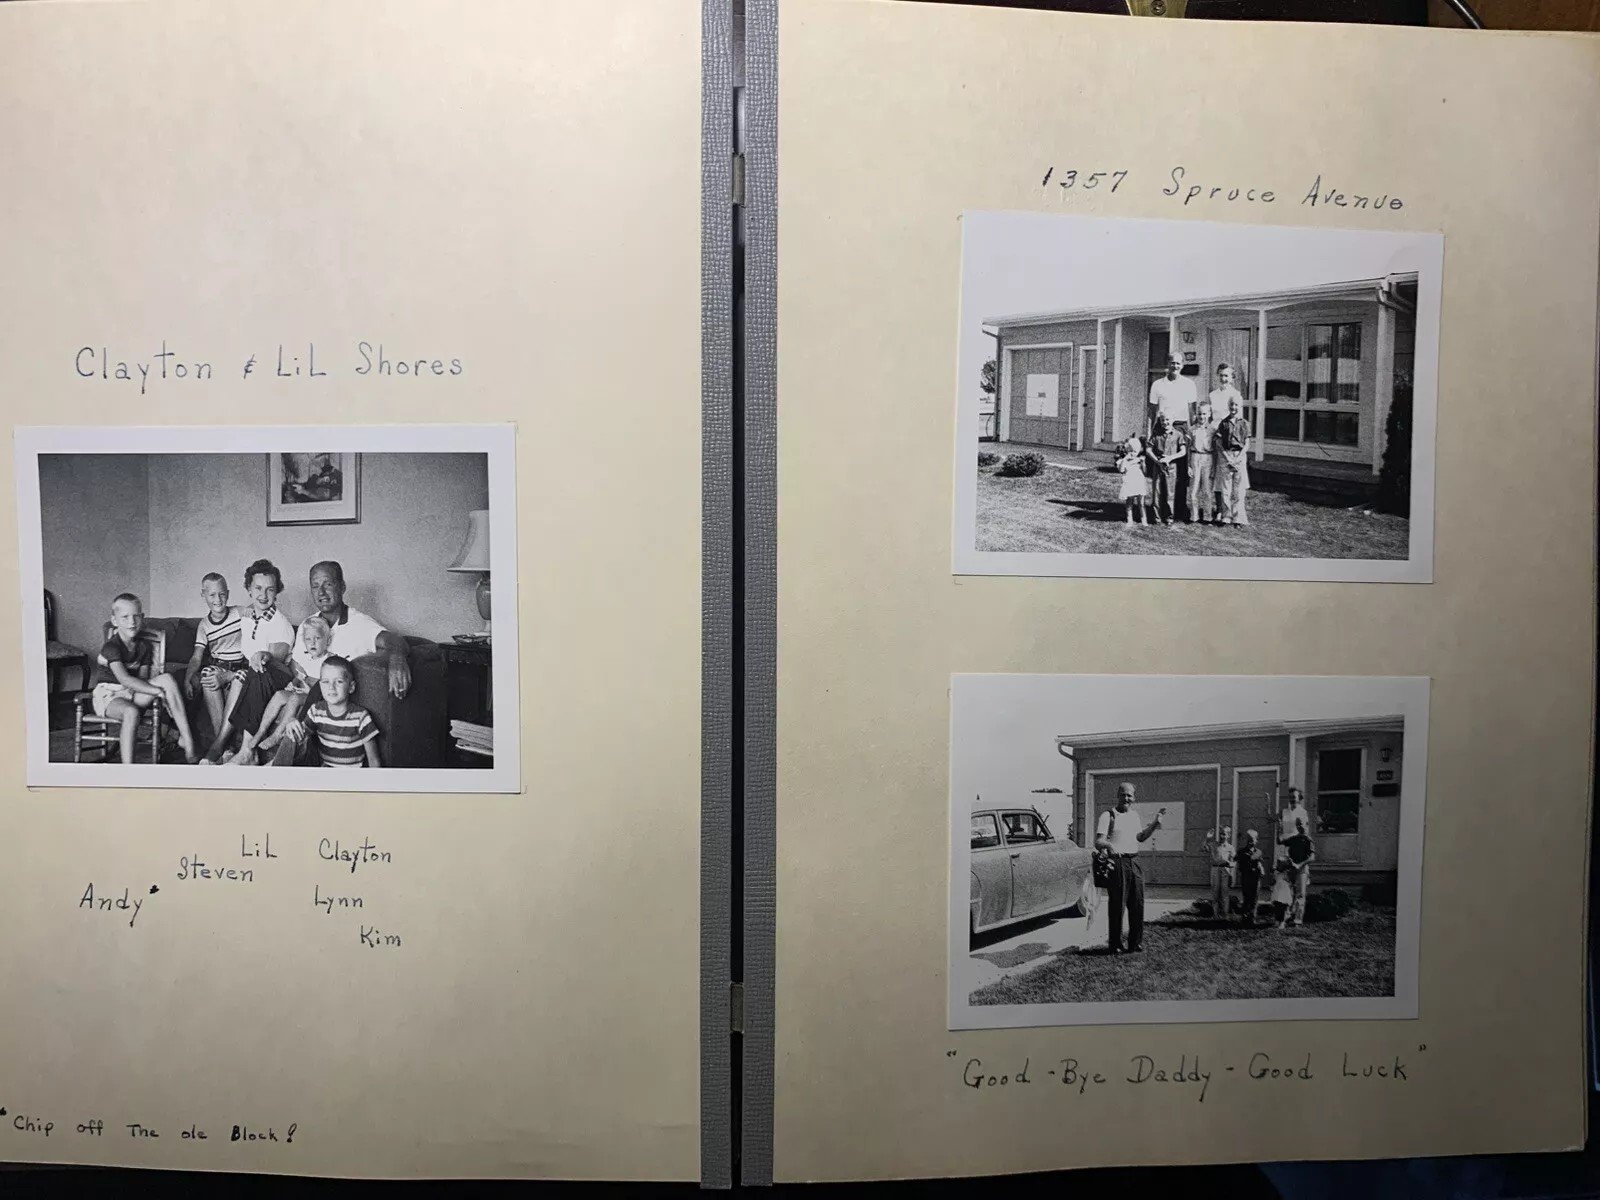 Clayton & LiL Shores
LiL Clayton
Steven
Andy*
Lynn
Kim
*Chip off The ole Block!
1357 Spruce Avenue
"Good-Bye Daddy - Good Luck"